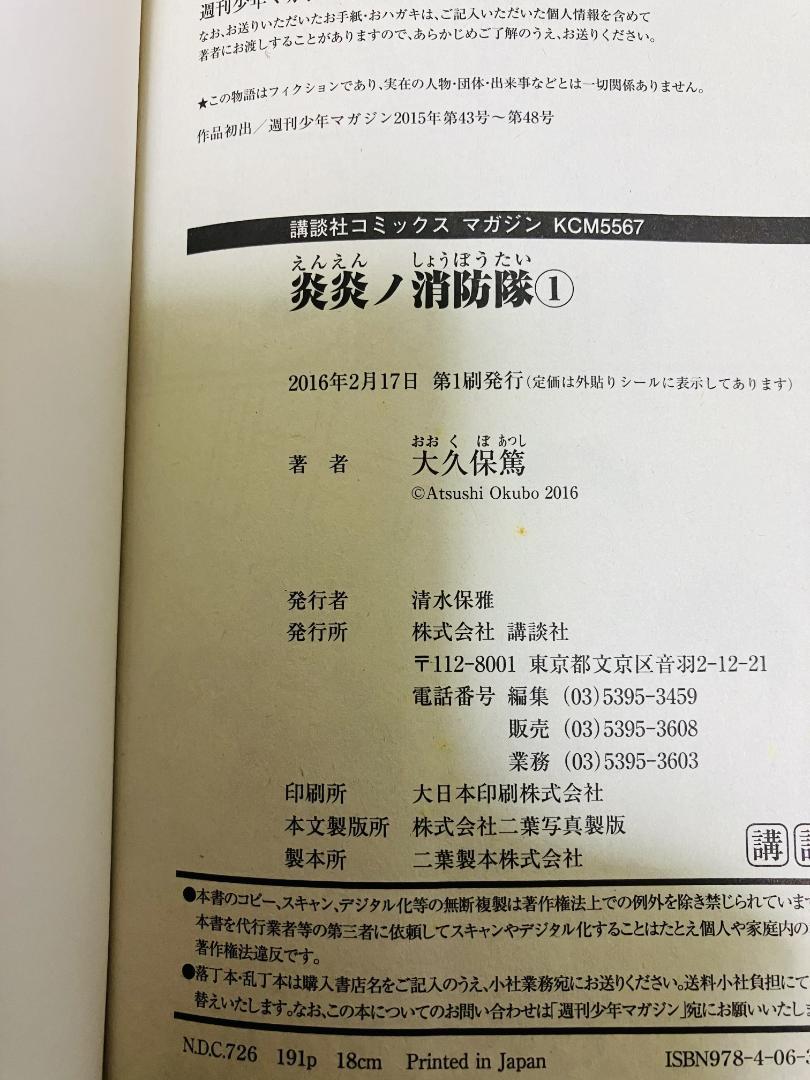 週刊少年マガ
なお、お送りいただいたお手紙・おハガキは、ご記入いただいた個人情報を含めて
著者にお渡しすることがありますので、あらかじめご了解のうえ、お送りください。
★この物語はフィクションであり、実在の人物・団体・出来事などとは一切関係ありません。
作品初出／週刊少年マガジン2015年第43号～第48号
講談社コミックス マガジン KCM5567
えんえん しょうぼうたい
炎炎ノ消防隊①
2016年2月17日 第1刷発行(定価は外貼りシールに表示してあります)
おおくぼあつし
著者 大久保篤
©Atsushi Okubo 2016
発行者 清水保雅
発行所 株式会社 講談社
〒112-8001 東京都文京区音羽2-12-21
電話番号 編集 (03)5395-3459
販売 (03)5395-3608
業務 (03)5395-3603
印刷所 大日本印刷株式会社
本文製版所 株式会社二葉写真製版
製本所 二葉製本株式会社
講
●本書のコピー、スキャン、デジタル化等の無断複製は著作権法上での例外を除き禁じられていま
本書を代行業者等の第三者に依頼してスキャンやデジタル化することはたとえ個人や家庭内の
著作権法違反です。
●落丁本・乱丁本は購入書店名をご記入のうえ、小社業務宛にお送りください。送料小社負担にて
替えいたします。なお、この本についてのお問い合わせは「週刊少年マガジン」宛にお願いいたしま
N.D.C.726 191p 18cm Printed in Japan ISBN978-4-06-3